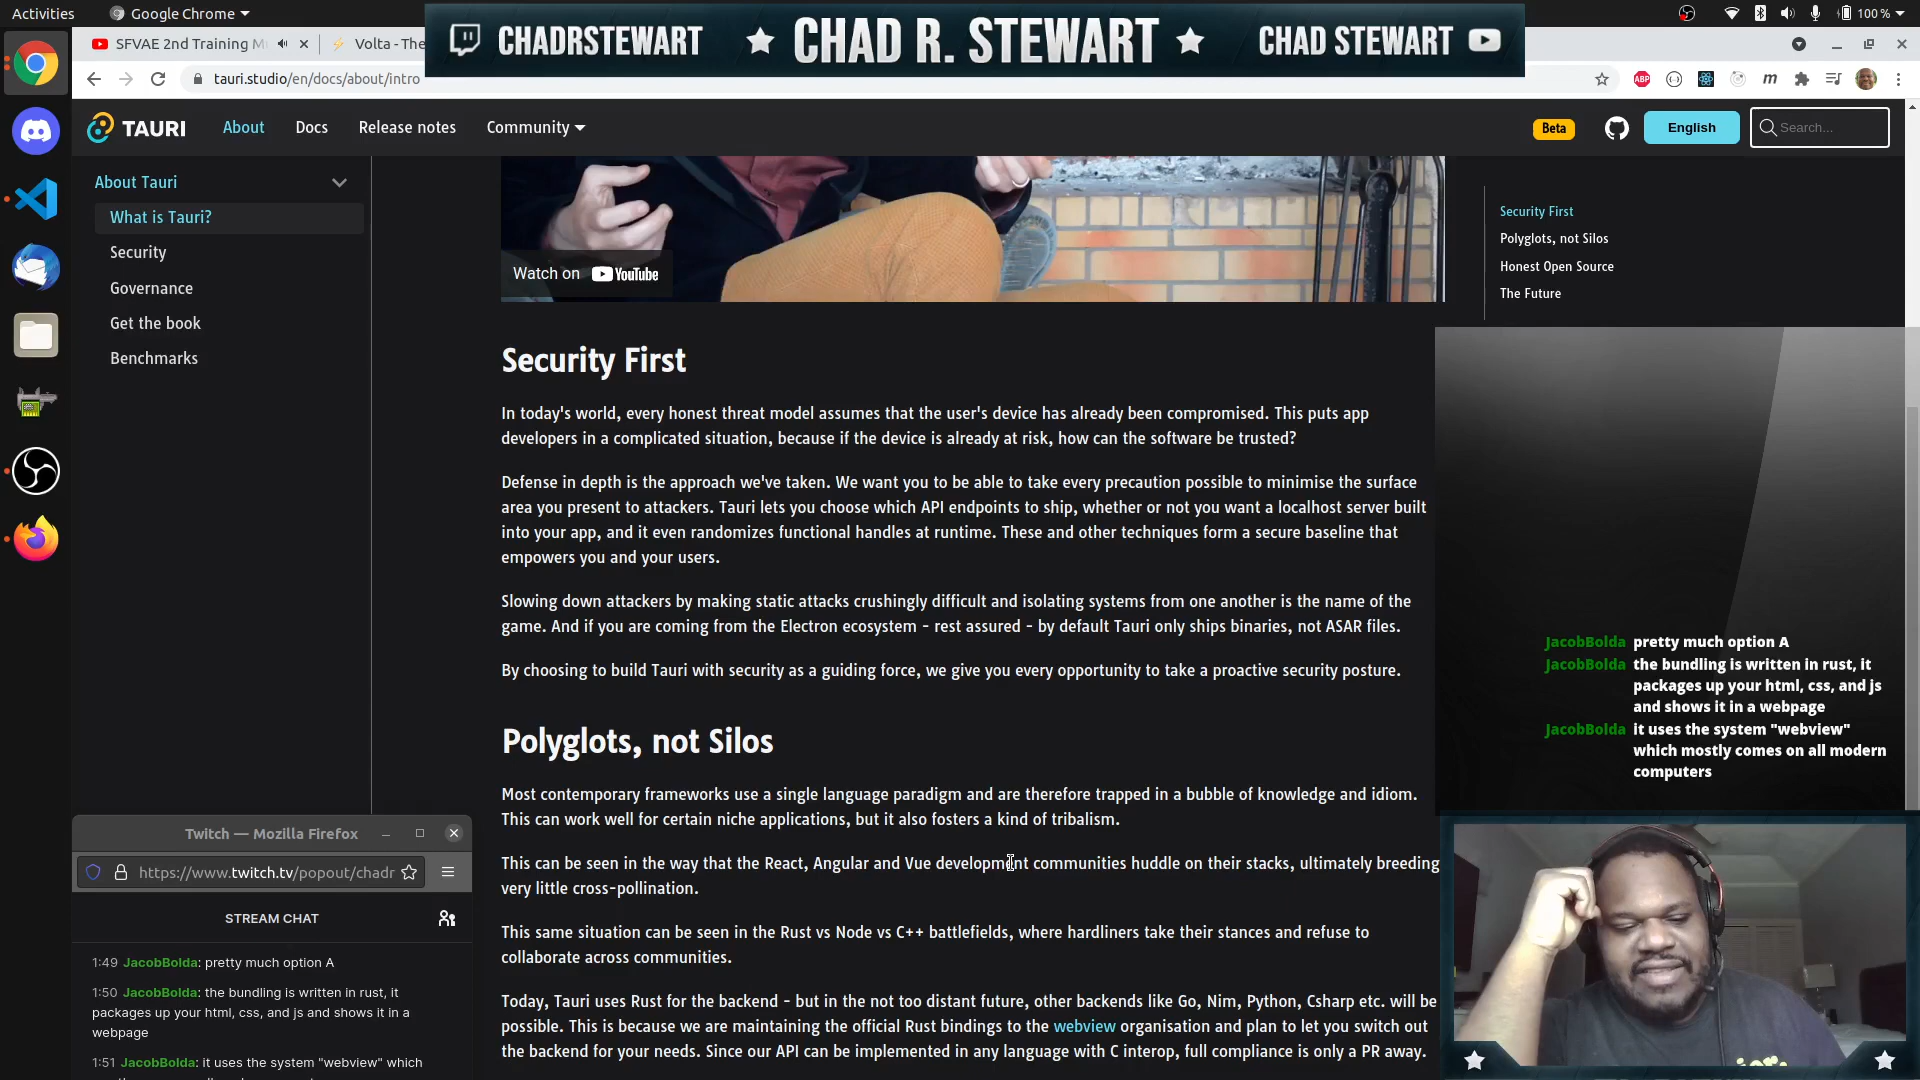 Activities
Google Chrome
100 %
CHADRSTEWART
CHAD R. STEWART
CHAD STEWART
SFVAE 2nd Training M
Volta - The
tauri.studio/en/docs/about/intro
ABP
m
TAURI
About
Docs
Release notes
Community
Beta
English
Search...
About Tauri
What is Tauri?
Security
Governance
Get the book
Benchmarks
Watch on YouTube
Security First
Polyglots, not Silos
Honest Open Source
The Future
Security First
In today's world, every honest threat model assumes that the user's device has already been compromised. This puts app
developers in a complicated situation, because if the device is already at risk, how can the software be trusted?
Defense in depth is the approach we've taken. We want you to be able to take every precaution possible to minimise the surface
area you present to attackers. Tauri lets you choose which API endpoints to ship, whether or not you want a localhost server built
into your app, and it even randomizes functional handles at runtime. These and other techniques form a secure baseline that
empowers you and your users.
Slowing down attackers by making static attacks crushingly difficult and isolating systems from one another is the name of the
game. And if you are coming from the Electron ecosystem - rest assured - by default Tauri only ships binaries, not ASAR files.
By choosing to build Tauri with security as a guiding force, we give you every opportunity to take a proactive security posture.
Polyglots, not Silos
Most contemporary frameworks use a single language paradigm and are therefore trapped in a bubble of knowledge and idiom.
This can work well for certain niche applications, but it also fosters a kind of tribalism.
This can be seen in the way that the React, Angular and Vue development communities huddle on their stacks, ultimately breeding
very little cross-pollination.
This same situation can be seen in the Rust vs Node vs C++ battlefields, where hardliners take their stances and refuse to
collaborate across communities.
Today, Tauri uses Rust for the backend - but in the not too distant future, other backends like Go, Nim, Python, Csharp etc. will be
possible. This is because we are maintaining the official Rust bindings to the webview organisation and plan to let you switch out
the backend for your needs. Since our API can be implemented in any language with C interop, full compliance is only a PR away.
JacobBolda pretty much option A
JacobBolda the bundling is written in rust, it
packages up your html, css, and js
and shows it in a webpage
JacobBolda it uses the system "webview"
which mostly comes on all modern
computers
Twitch — Mozilla Firefox
https://www.twitch.tv/popout/chadr
STREAM CHAT
1:49 JacobBolda: pretty much option A
1:50 JacobBolda: the bundling is written in rust, it
packages up your html, css, and js and shows it in a
webpage
1:51 JacobBolda: it uses the system "webview" which